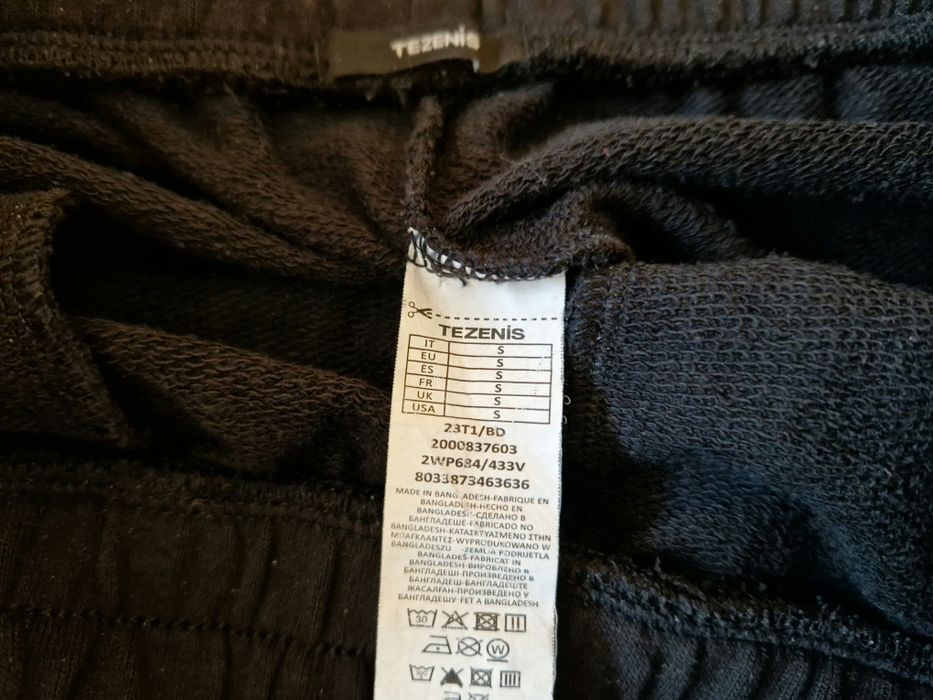 TEZENIS
TEZENIS
IT S
EU S
ES S
FR S
UK S
USA S
23T1/BD
2000837603
2WP684/433V
8033873463636
MADE IN BANGLADESH-FABRIQUE EN
BANGLADESH-HECHO EN
BANGLADESH-СДЕЛАНО В
БАНГЛАДЕШЕ-FABRICADO NO
BANGLADESH-ΚΑΤΑΣΚΕΥΑΣΜΕΝΟ ΣΤΗΝ
ΜΠΑΓΚΛΑΝΤΕΣ-WYPRODUKOWANO W
BANGLADESZU -ZEMLJA PODRIJETLA
BANGLADEŠ-FABRICAT IN
BANGLADESH-ВИРОБЛЕНО В
БАНГЛАДЕШІ-ПРОИЗВЕДЕНО В
БАНГЛАДЕШ-БАНГЛАДЕШТЕ
ЖАСАЛҒАН-ПРОИЗВЕДЕНО В
БАНГЛАДЕШУ-FET A BANGLADESH
30
W